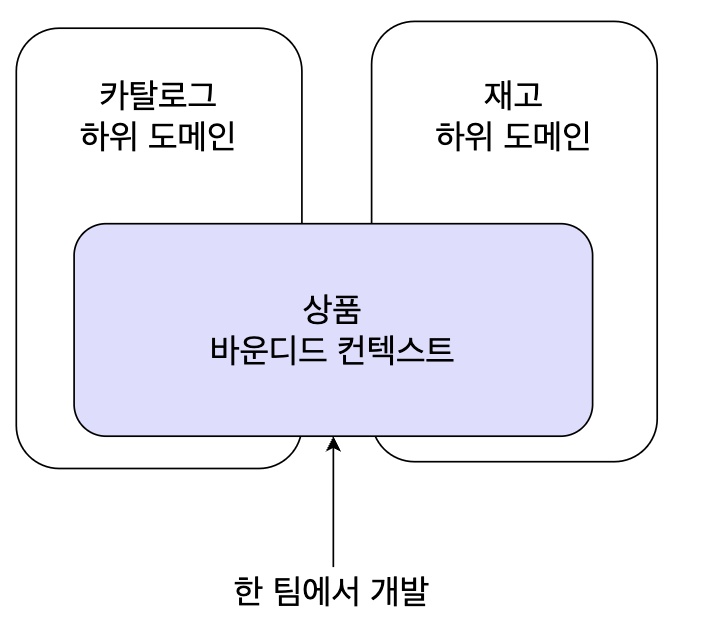 카탈로그
하위 도메인
재고
하위 도메인
상품
바운디드 컨텍스트
한 팀에서 개발